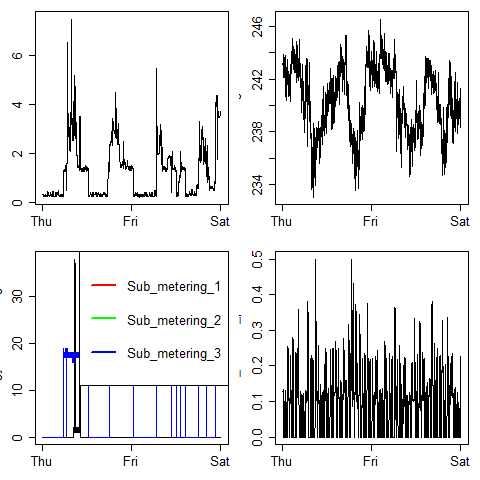 6
4
2
0
Thu
Fri
Sat
246
242
238
234
Thu
Fri
Sat
30
20
10
0
Sub_metering_1
Sub_metering_2
Sub_metering_3
Thu
Fri
Sat
0.5
0.4
0.3
0.2
0.1
0.0
Thu
Fri
Sat